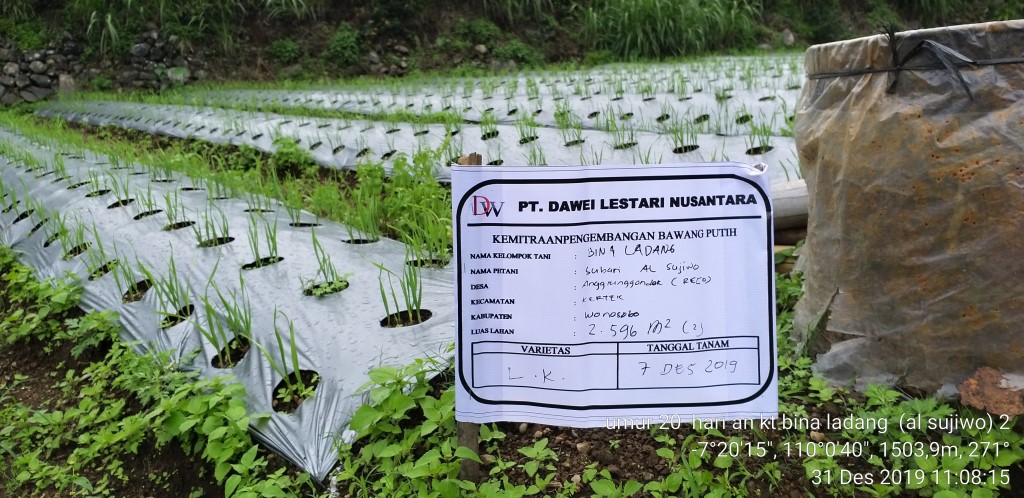 DW PT. DAWEI LESTARI NUSANTARA
KEMITRAANPENGEMBANGAN BAWANG PUTIH
NAMA KELOMPOK TANI : BINA LADANG
NAMA PETANI : Subari AL Sujiwo
DESA : Anggrunggondok (RECO)
KECAMATAN : KERTEK
KABUPATEN : Wonosobo
LUAS LAHAN : 2.596 M2 (2)
VARIETAS TANGGAL TANAM
L.K. 7 DES 2019
umur 20 hari an kt.bina ladang (al sujiwo) 2
-7°20'15", 110°0'40", 1503,9m, 271°
31 Des 2019 11:08:15